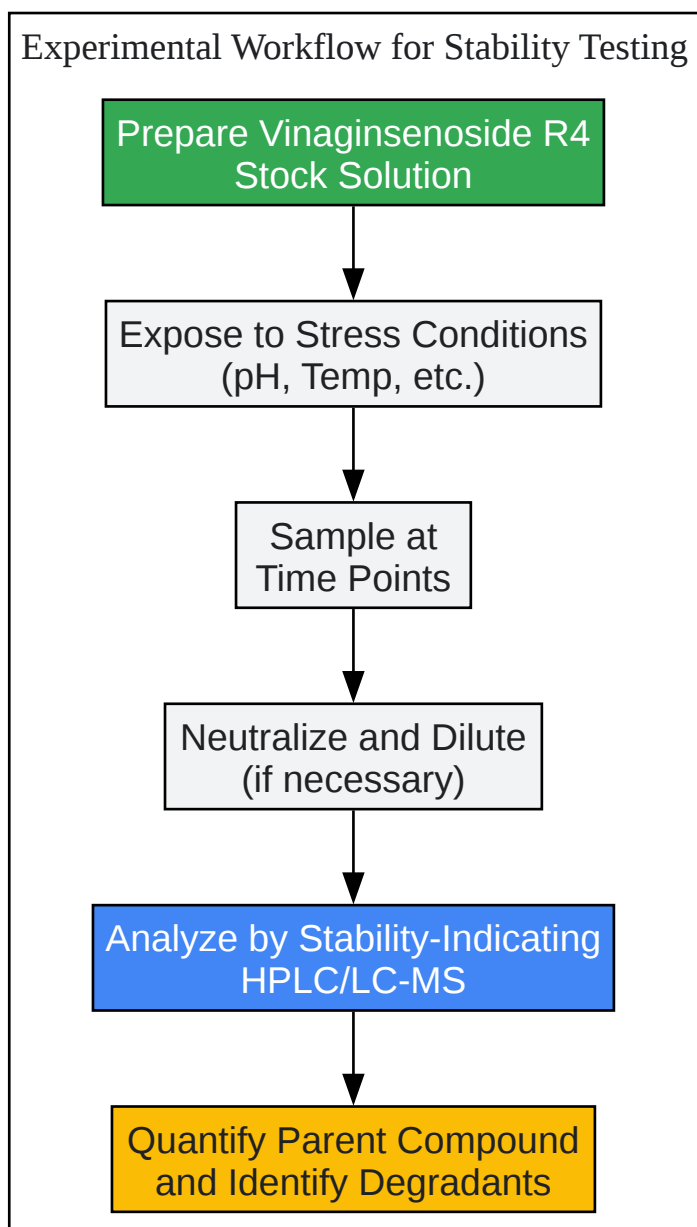 Experimental Workflow for Stability Testing
Prepare Vinaginsenoside R4
Stock Solution
Expose to Stress Conditions
(pH, Temp, etc.)
Sample at
Time Points
Neutralize and Dilute
(if necessary)
Analyze by Stability-Indicating
HPLC/LC-MS
Quantify Parent Compound
and Identify Degradants